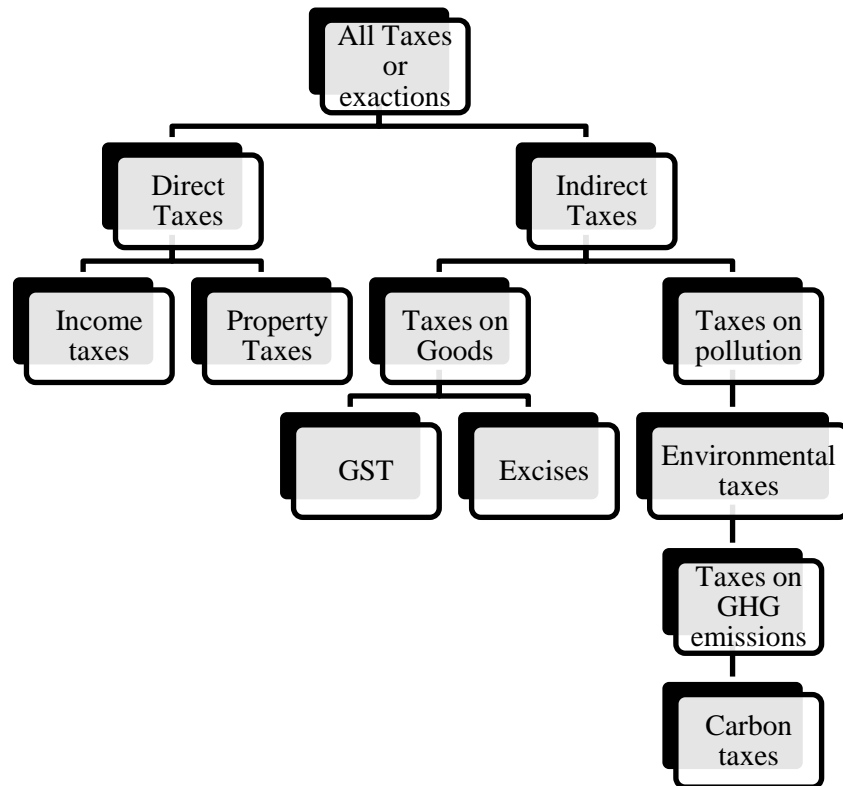 All Taxes
or
exactions
Direct
Taxes
Indirect
Taxes
Income
taxes
Property
Taxes
Taxes on
Goods
Taxes on
pollution
GST
Excises
Environmental
taxes
Taxes on
GHG
emissions
Carbon
taxes